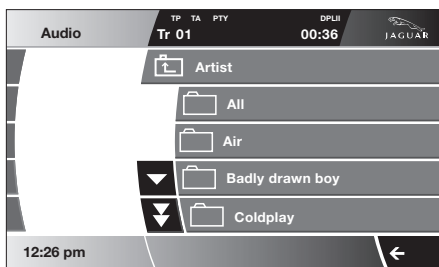 TP TA PTY DPLII
Audio Tr 01 00:36 JAGUAR
Artist
All
Air
Badly drawn boy
Coldplay
12:26 pm